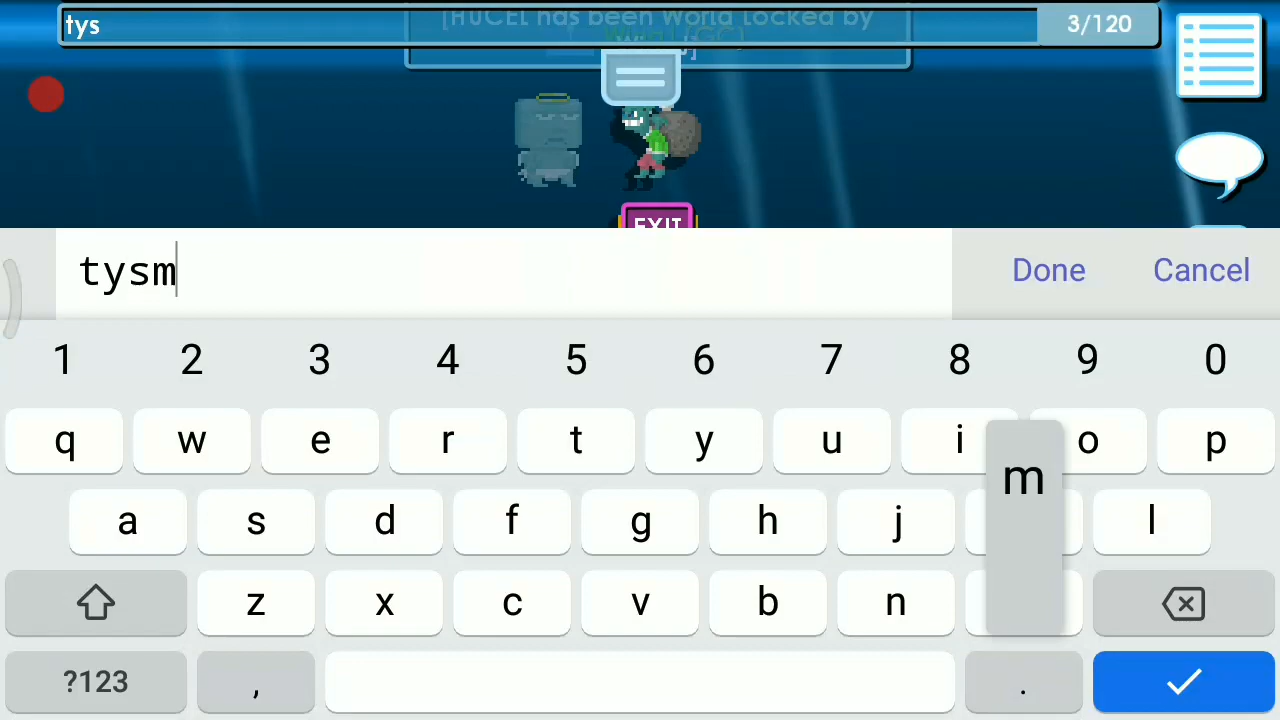 tys
3/120
[HUCEL has been World Locked by
EXIT
tysm
Done
Cancel
1 2 3 4 5 6 7 8 9 0
q w e r t y u i o p
m
a s d f g h j l
z x c v b n
?123 , .